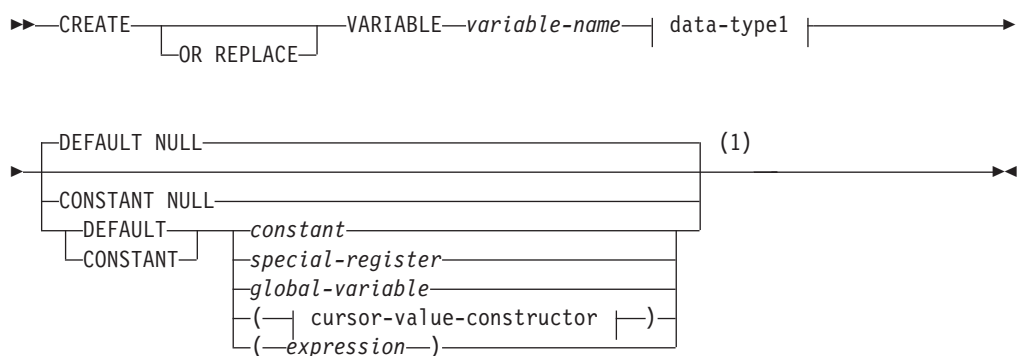 CREATE VARIABLE variable-name data-type1
OR REPLACE
DEFAULT NULL (1)
CONSTANT NULL
DEFAULT constant
CONSTANT special-register
global-variable
( cursor-value-constructor )
( expression )